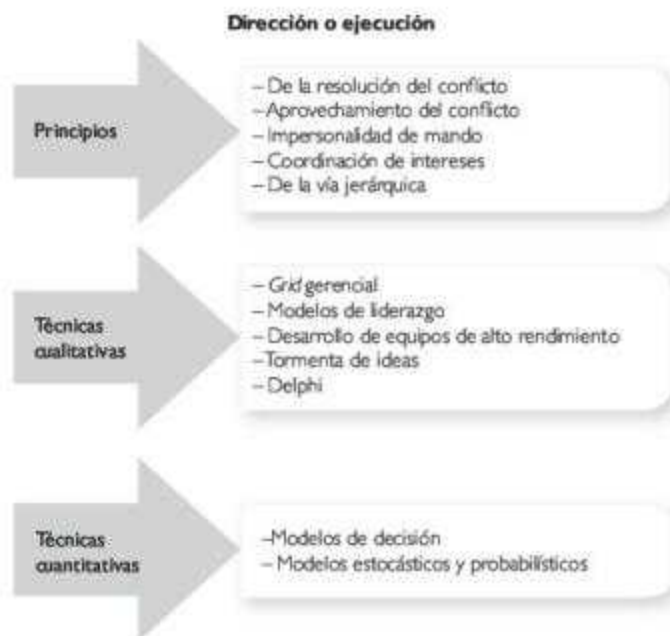 Dirección o ejecución
Principios
– De la resolución del conflicto
– Aprovechamiento del conflicto
– Impersonalidad de mando
– Coordinación de intereses
– De la vía jerárquica
Técnicas
cualitativas
– Grid gerencial
– Modelos de liderazgo
– Desarrollo de equipos de alto rendimiento
– Tormenta de ideas
– Delphi
Técnicas
cuantitativas
–Modelos de decisión
– Modelos estocásticos y probabilísticos